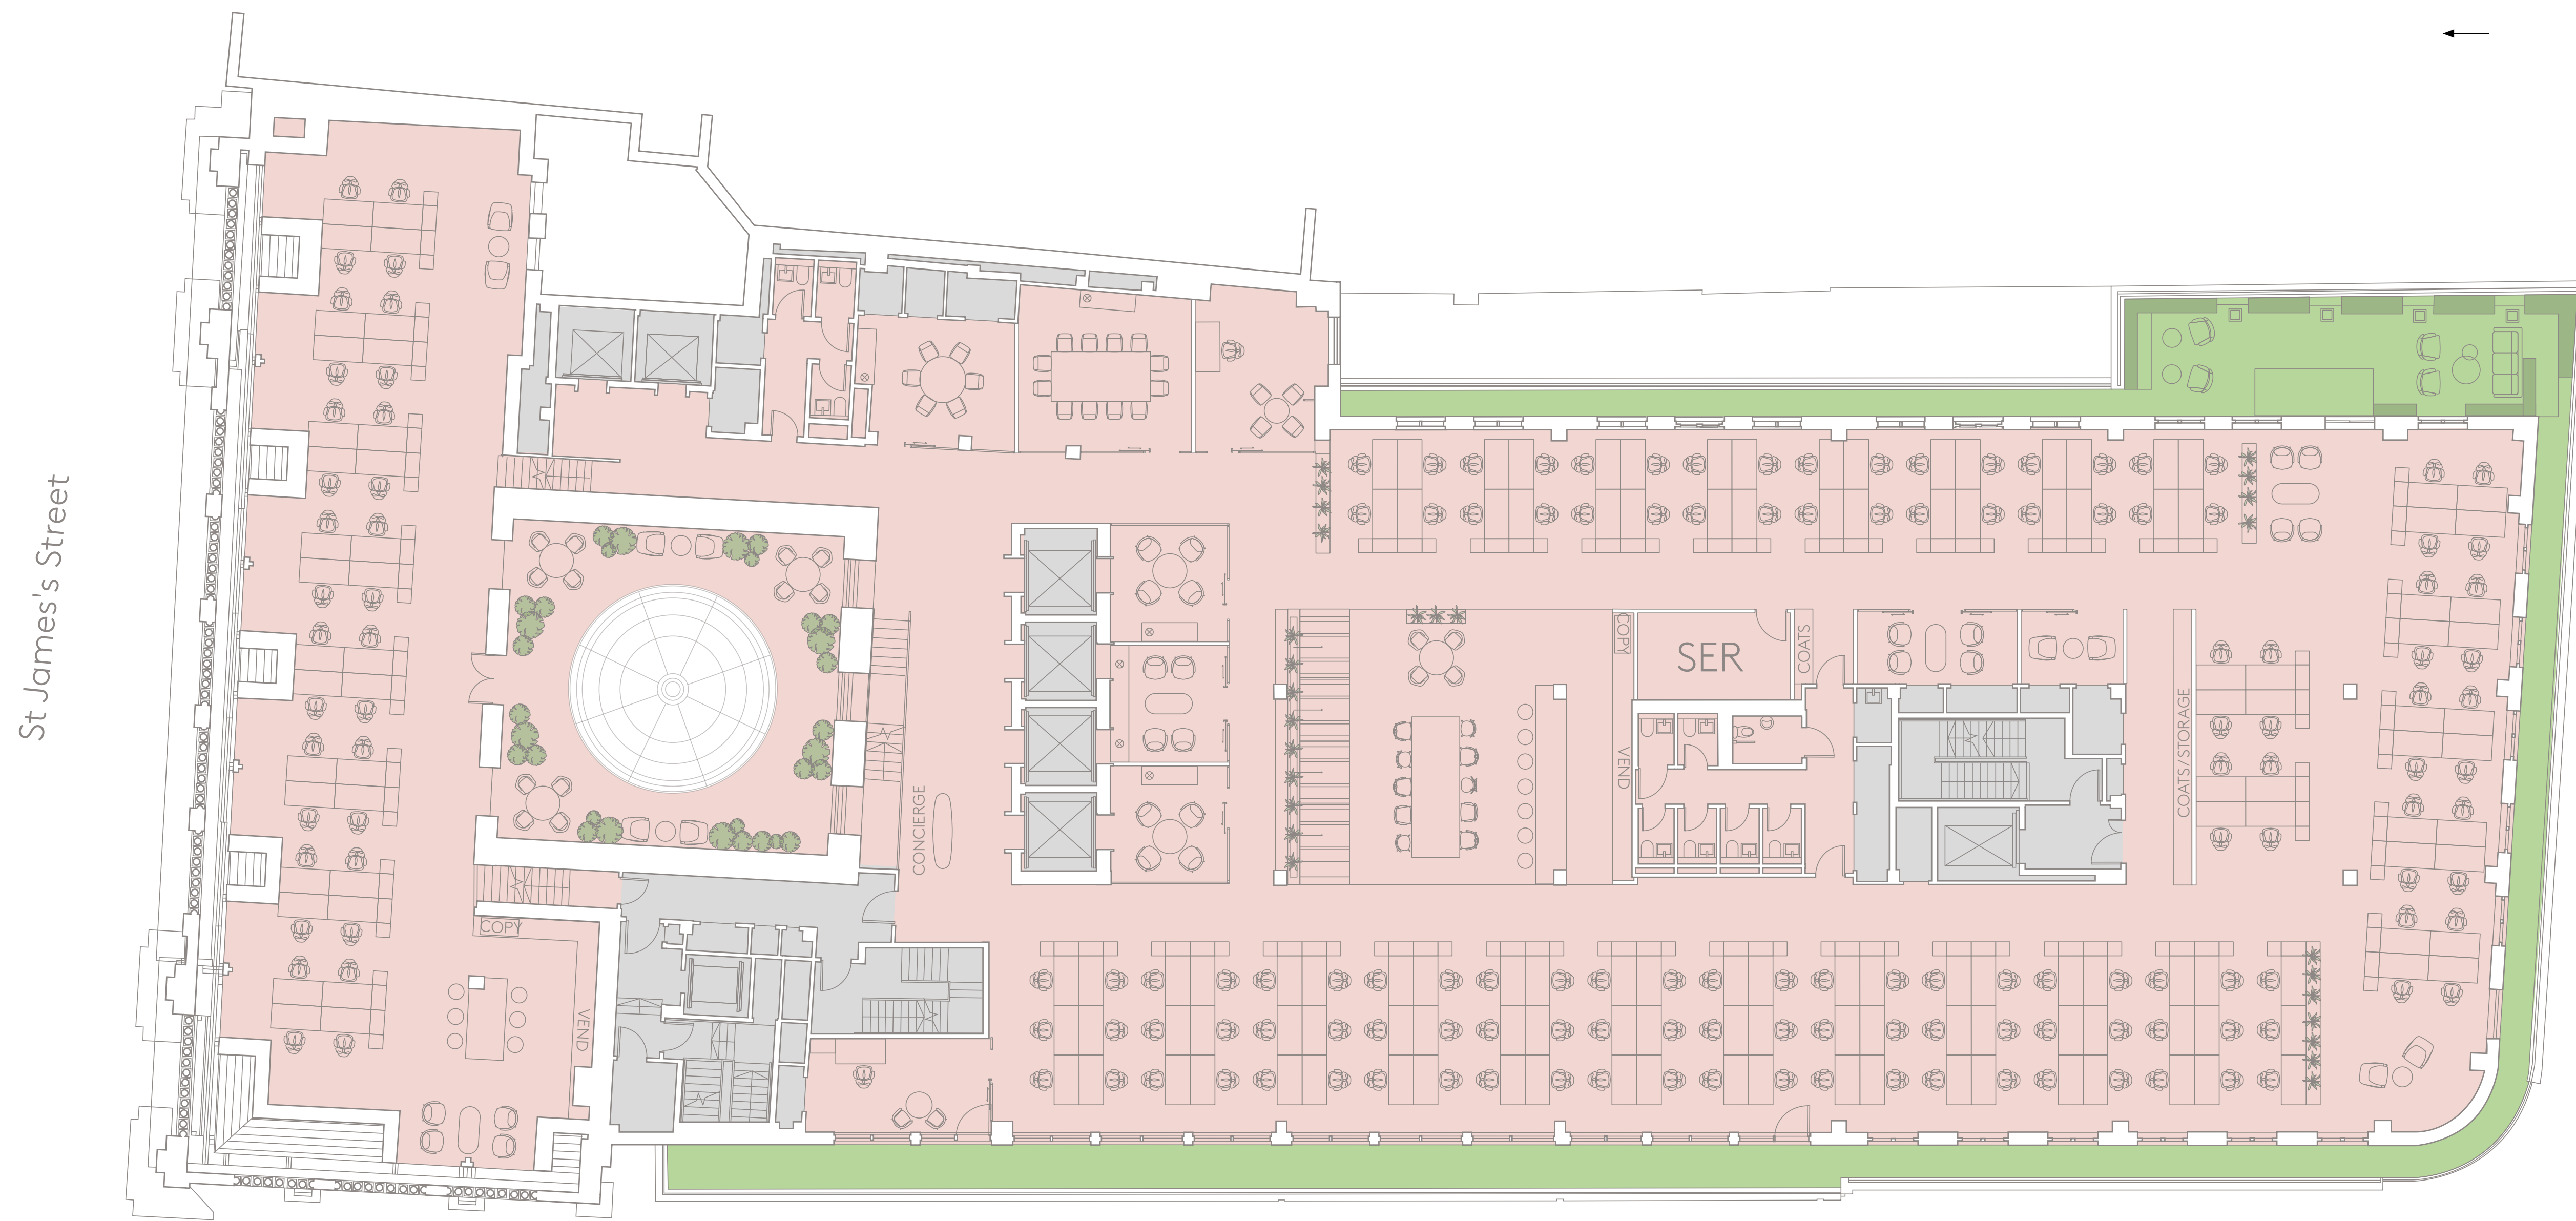 St James's Street
CONCIERGE
COPY
VEND
COPY
VEND
SER
COATS
COATS/STORAGE